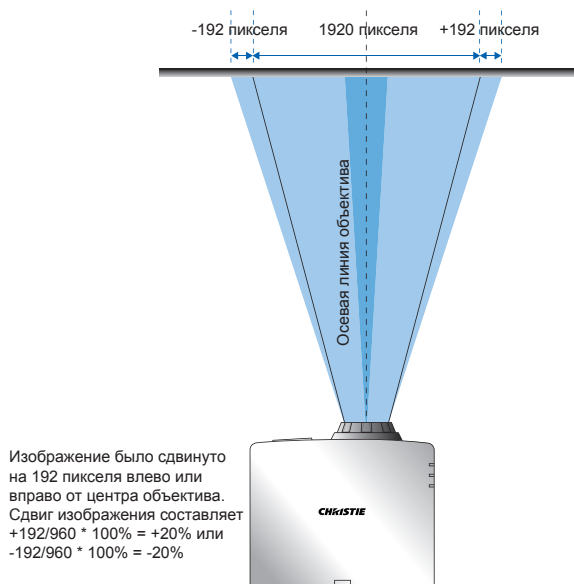 -192 пикселя 1920 пикселя +192 пикселя
Осевая линия объектива
Изображение было сдвинуто
на 192 пикселя влево или
вправо от центра объектива.
Сдвиг изображения составляет
+192/960 * 100% = +20% или
-192/960 * 100% = -20%
CHRISTIE